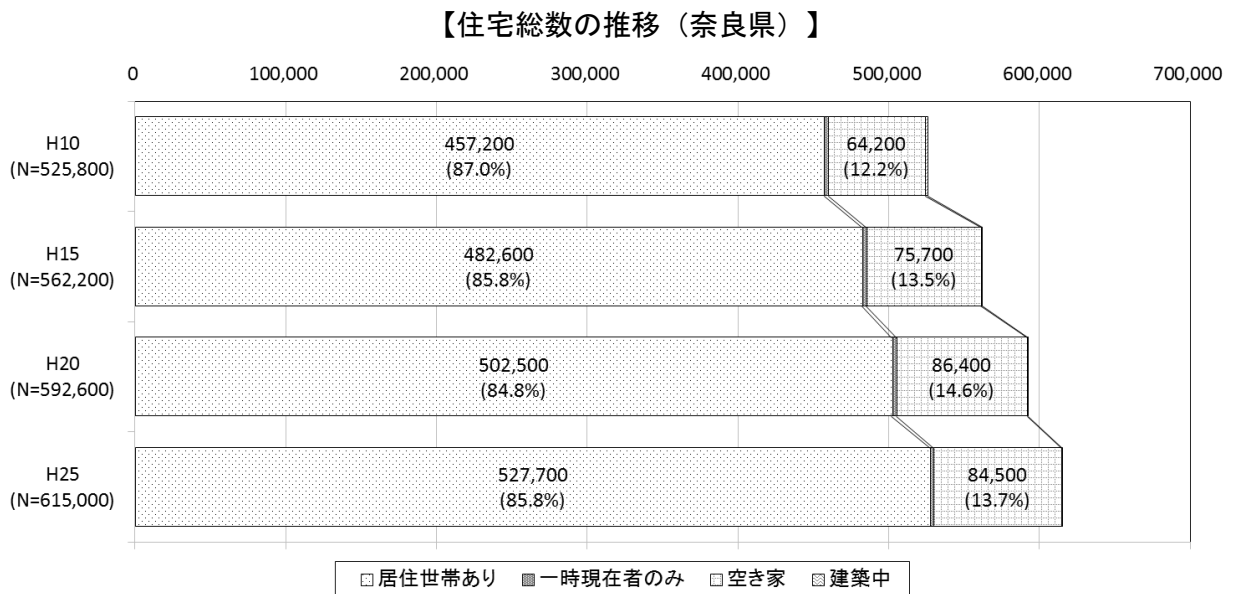 【住宅総数の推移（奈良県）】
0 100,000 200,000 300,000 400,000 500,000 600,000 700,000
H10
(N=525,800)
457,200
(87.0%)
64,200
(12.2%)
H15
(N=562,200)
482,600
(85.8%)
75,700
(13.5%)
H20
(N=592,600)
502,500
(84.8%)
86,400
(14.6%)
H25
(N=615,000)
527,700
(85.8%)
84,500
(13.7%)
居住世帯あり 一時現在者のみ 空き家 建築中